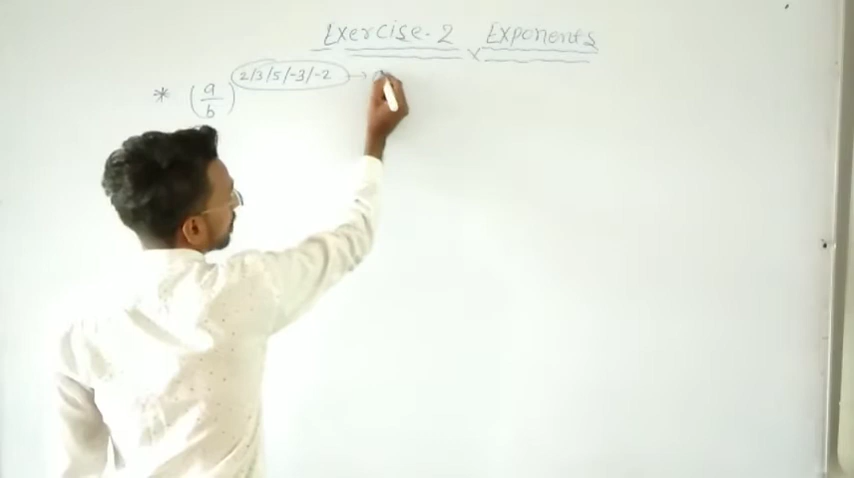 Exercise-2 Exponents
* (a/b)^2/3/5/-3/-2 →